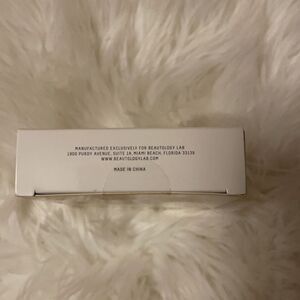 MANUFACTURED EXCLUSIVELY FOR BEAUTOLOGY LAB
1800 PURDY AVENUE, SUITE 2A, MIAMI BEACH, FLORIDA 33139
WWW.BEAUTOLOGYLAB.COM
MADE IN CHINA